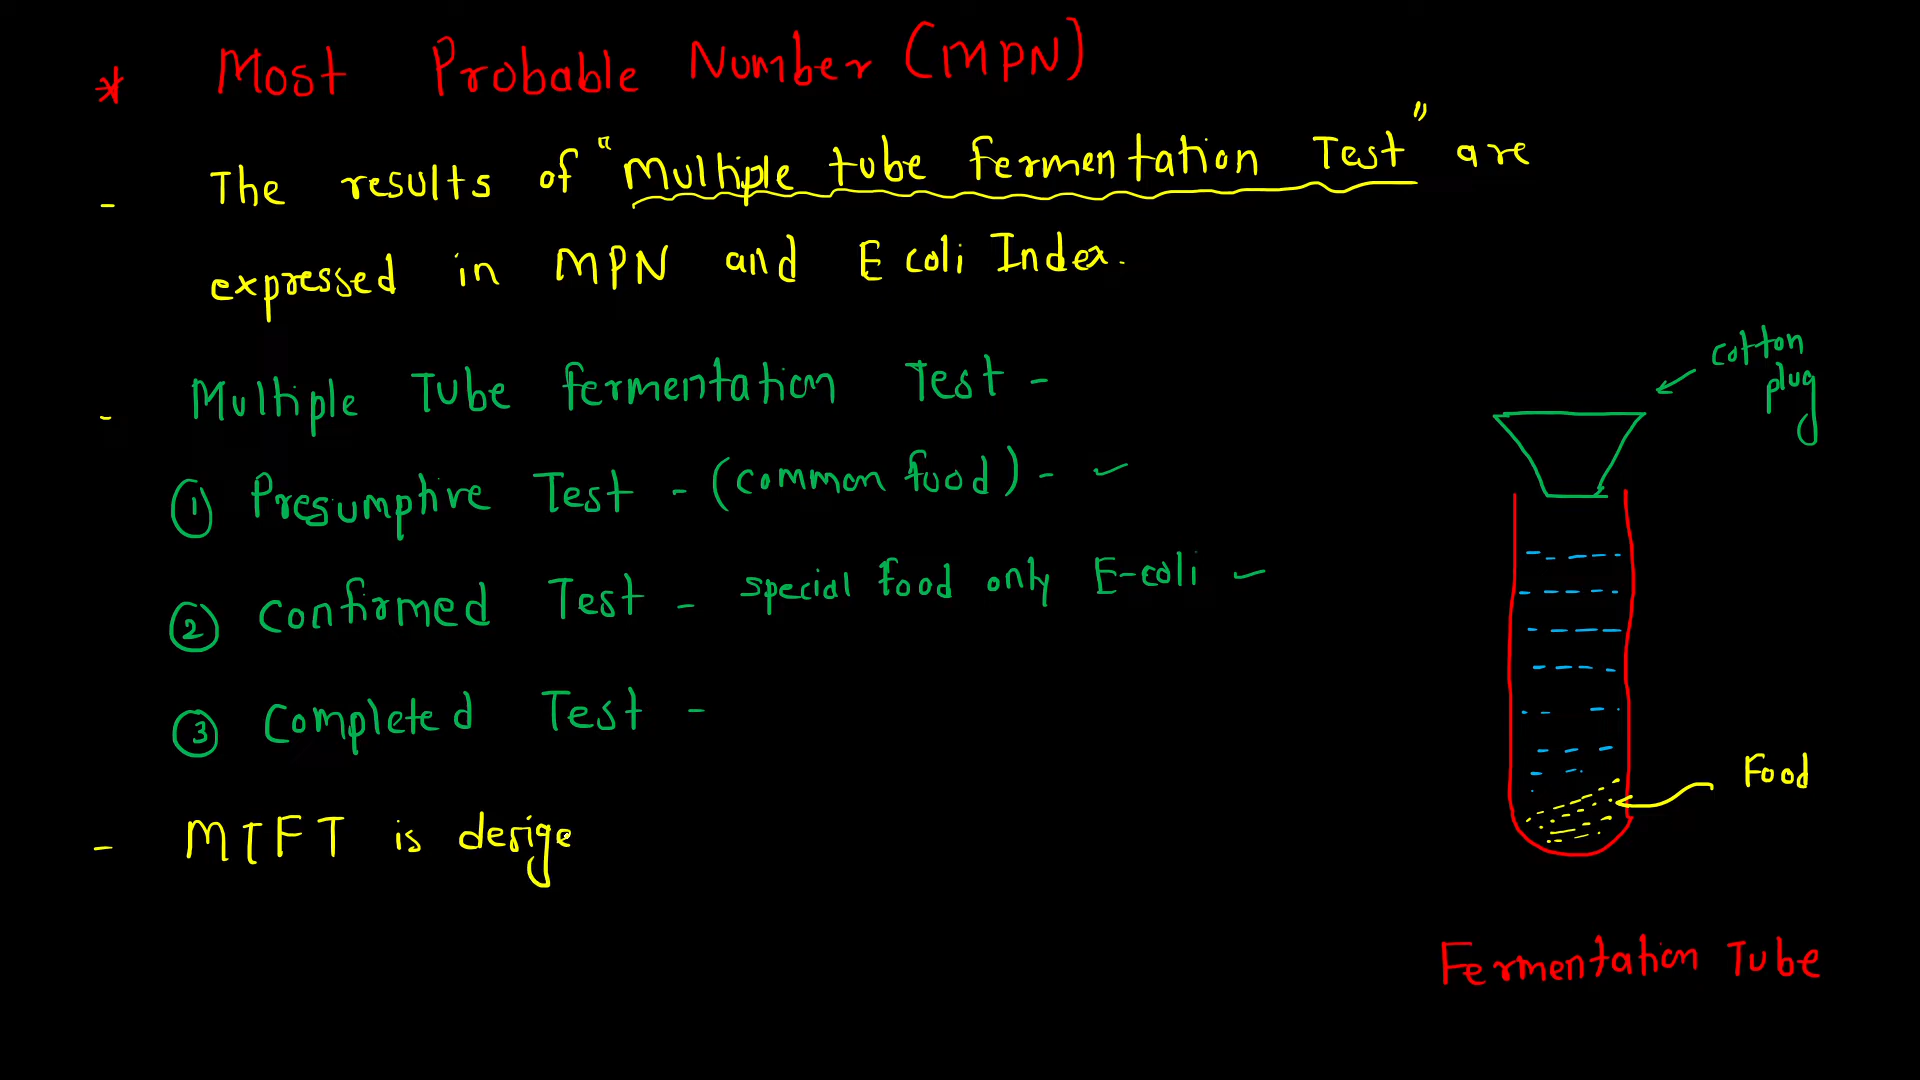 * Most Probable Number (MPN)
- The results of "Multiple tube fermentation Test" are
expressed in MPN and E coli Index.
- Multiple Tube fermentation Test -
① Presumptive Test - (common food) - ✓
② Confirmed Test - special food only E-coli ✓
③ Completed Test -
- MTFT is desige
cotton
plug
Food
Fermentation Tube